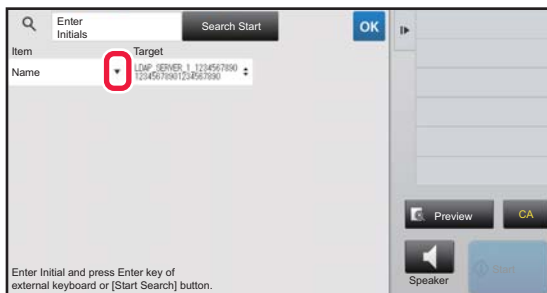 Enter
Initials
Search Start
OK
Item
Target
Name
LDAP_SERVER_1_1234567890
12345678901234567890
Preview
CA
Speaker
Start
Enter Initial and press Enter key of
external keyboard or [Start Search] button.